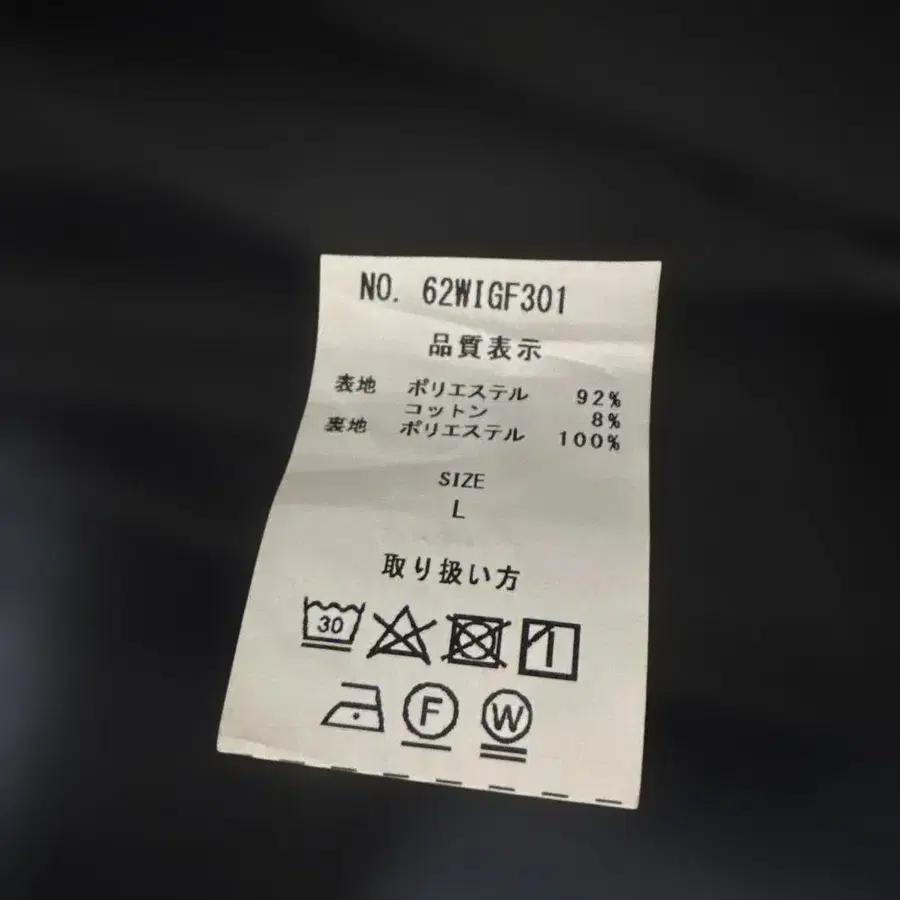 NO. 62WIGF301
品質表示
表地 ポリエステル 92%
コットン 8%
裏地 ポリエステル 100%
SIZE
L
取り扱い方
30
F W